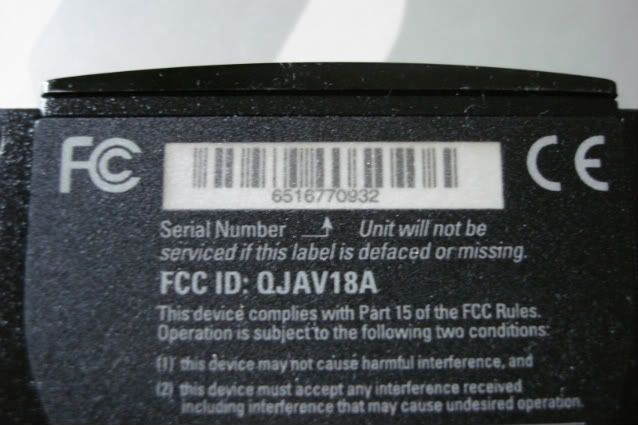 FC CE
6516770932
Serial Number Unit will not be
serviced if this label is defaced or missing.
FCC ID: QJAV18A
This device complies with Part 15 of the FCC Rules.
Operation is subject to the following two conditions:
(1) this device may not cause harmful interference, and
(2) this device must accept any interference received
including interference that may cause undesired operation.